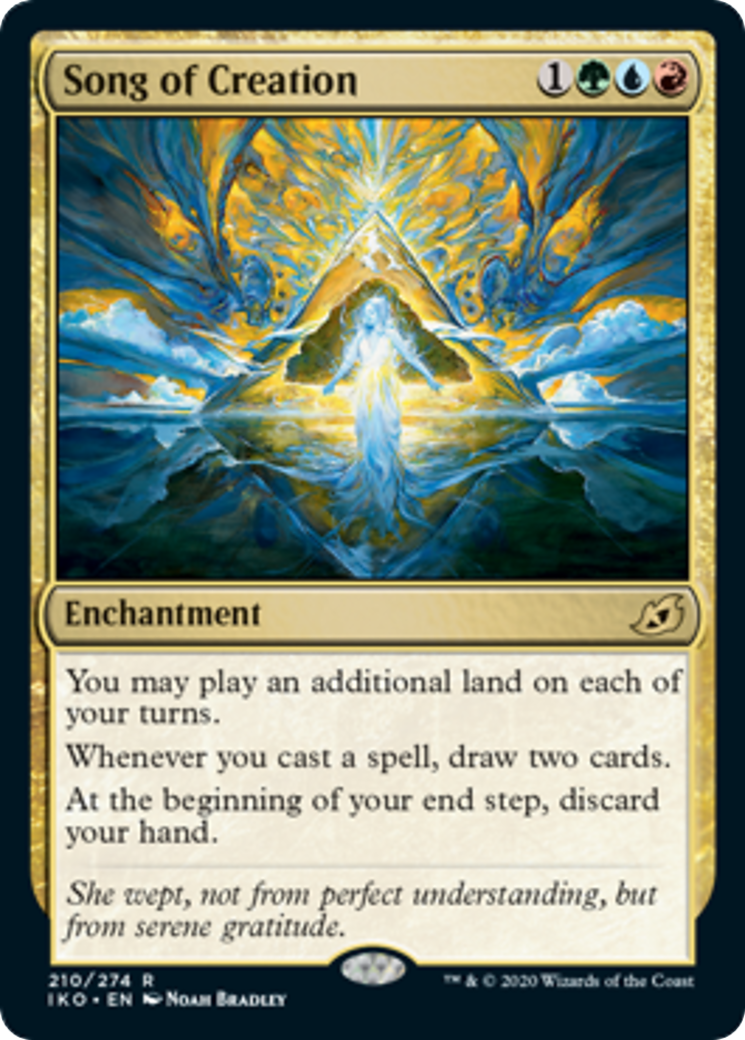 Song of Creation 1
Enchantment
You may play an additional land on each of
your turns.
Whenever you cast a spell, draw two cards.
At the beginning of your end step, discard
your hand.
She wept, not from perfect understanding, but
from serene gratitude.
210/274 R
IKO • EN Noah Bradley
™ & © 2020 Wizards of the Coast